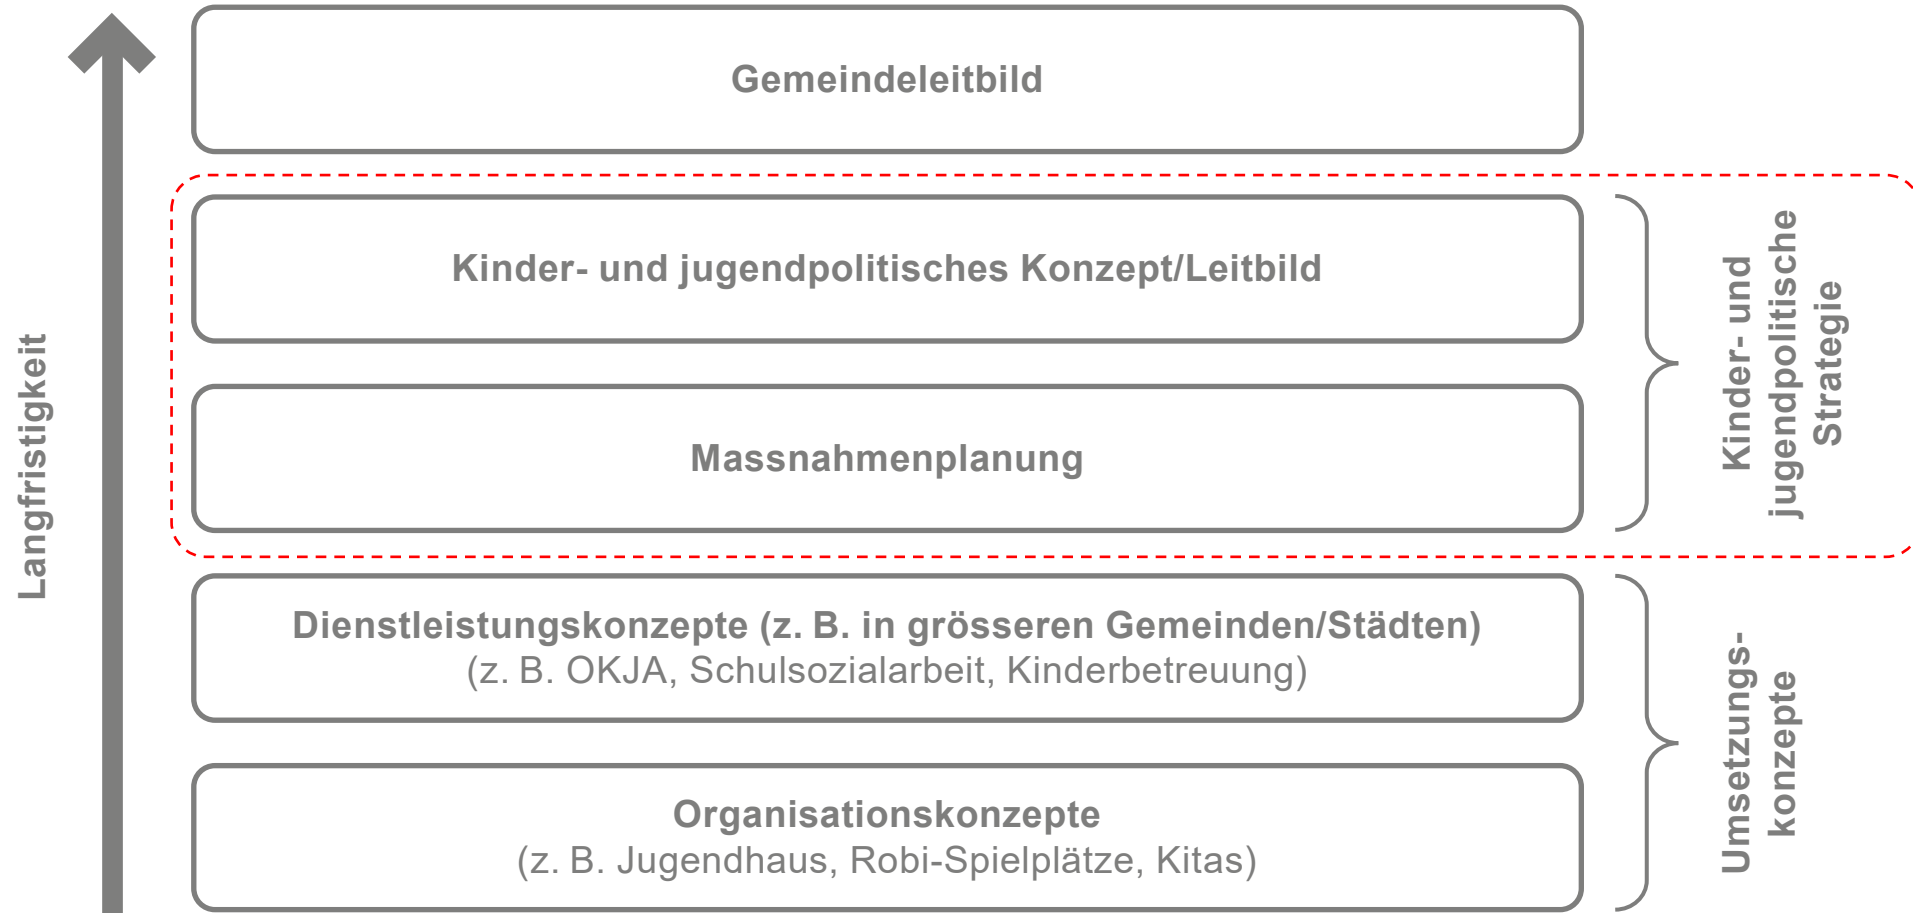 Gemeindeleitbild
Kinder- und jugendpolitisches Konzept/Leitbild
Massnahmenplanung
Dienstleistungskonzepte (z. B. in grösseren Gemeinden/Städten)
(z. B. OKJA, Schulsozialarbeit, Kinderbetreuung)
Organisationskonzepte
(z. B. Jugendhaus, Robi-Spielplätze, Kitas)
Langfristigkeit
Kinder- und
jugendpolitische
Strategie
Umsetzungs-
konzepte